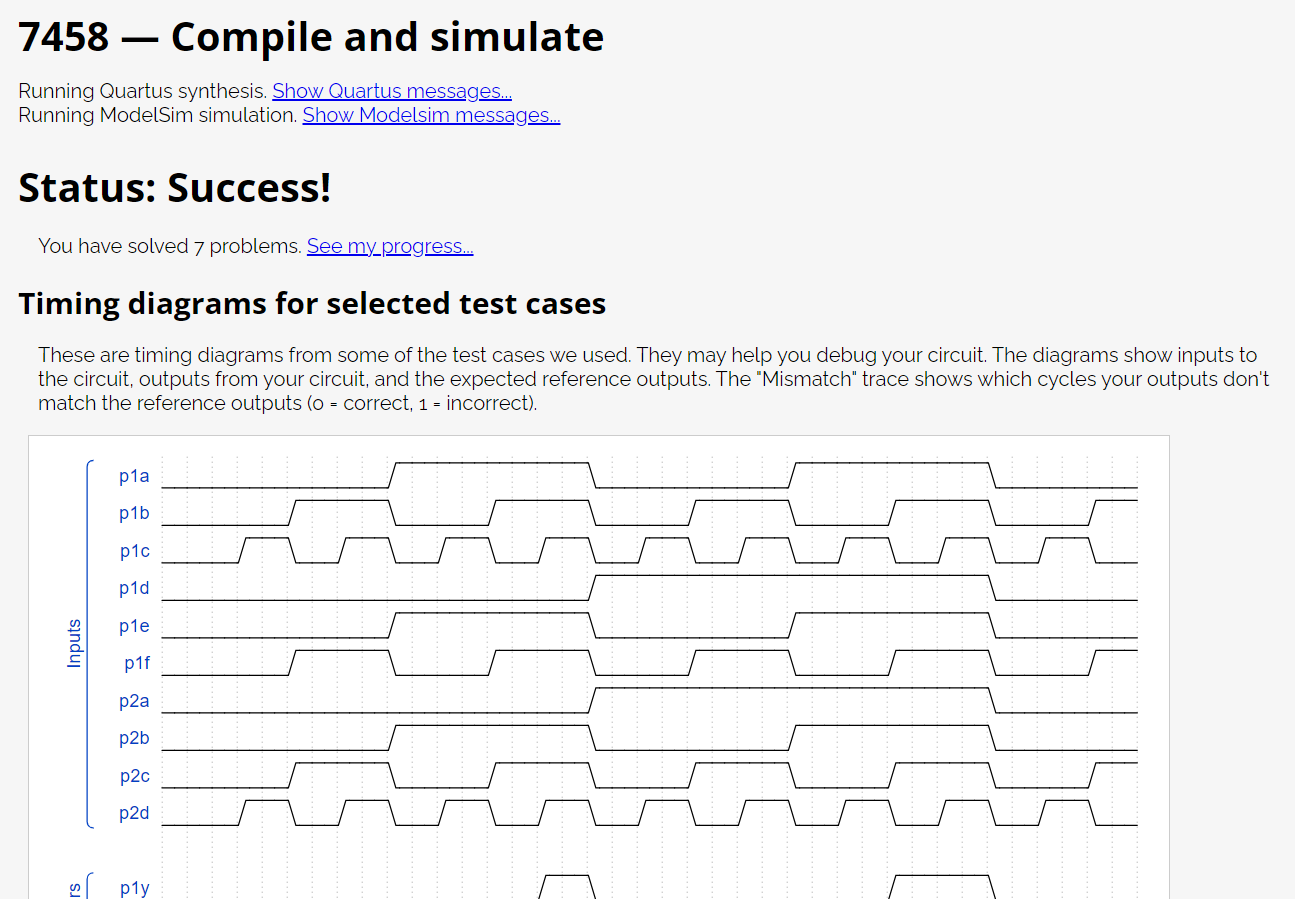 7458 — Compile and simulate
Running Quartus synthesis. Show Quartus messages...
Running ModelSim simulation. Show Modelsim messages...
Status: Success!
You have solved 7 problems. See my progress...
Timing diagrams for selected test cases
These are timing diagrams from some of the test cases we used. They may help you debug your circuit. The diagrams show inputs to
the circuit, outputs from your circuit, and the expected reference outputs. The "Mismatch" trace shows which cycles your outputs don't
match the reference outputs (0 = correct, 1 = incorrect).
Inputs
p1a
p1b
p1c
p1d
p1e
p1f
p2a
p2b
p2c
p2d
rs
p1y